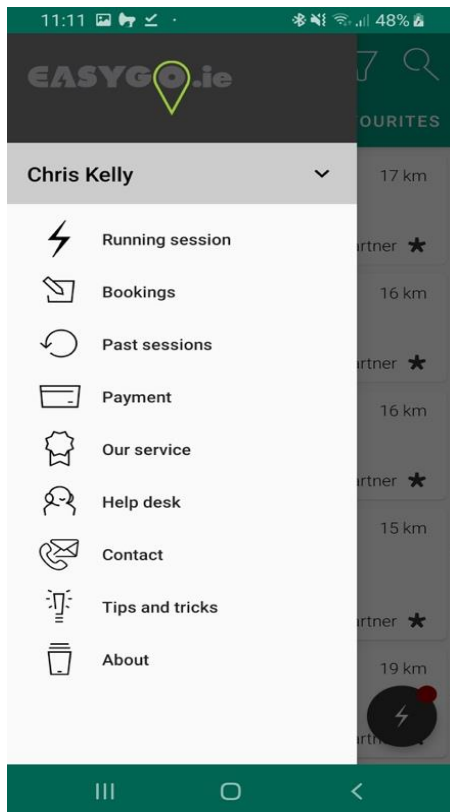 11:11 48%
EASYGO.ie
OURITES
Chris Kelly
17 km
Running session
rtner
Bookings
16 km
Past sessions
rtner
Payment
16 km
Our service
rtner
Help desk
15 km
Contact
Tips and tricks
rtner
About
19 km